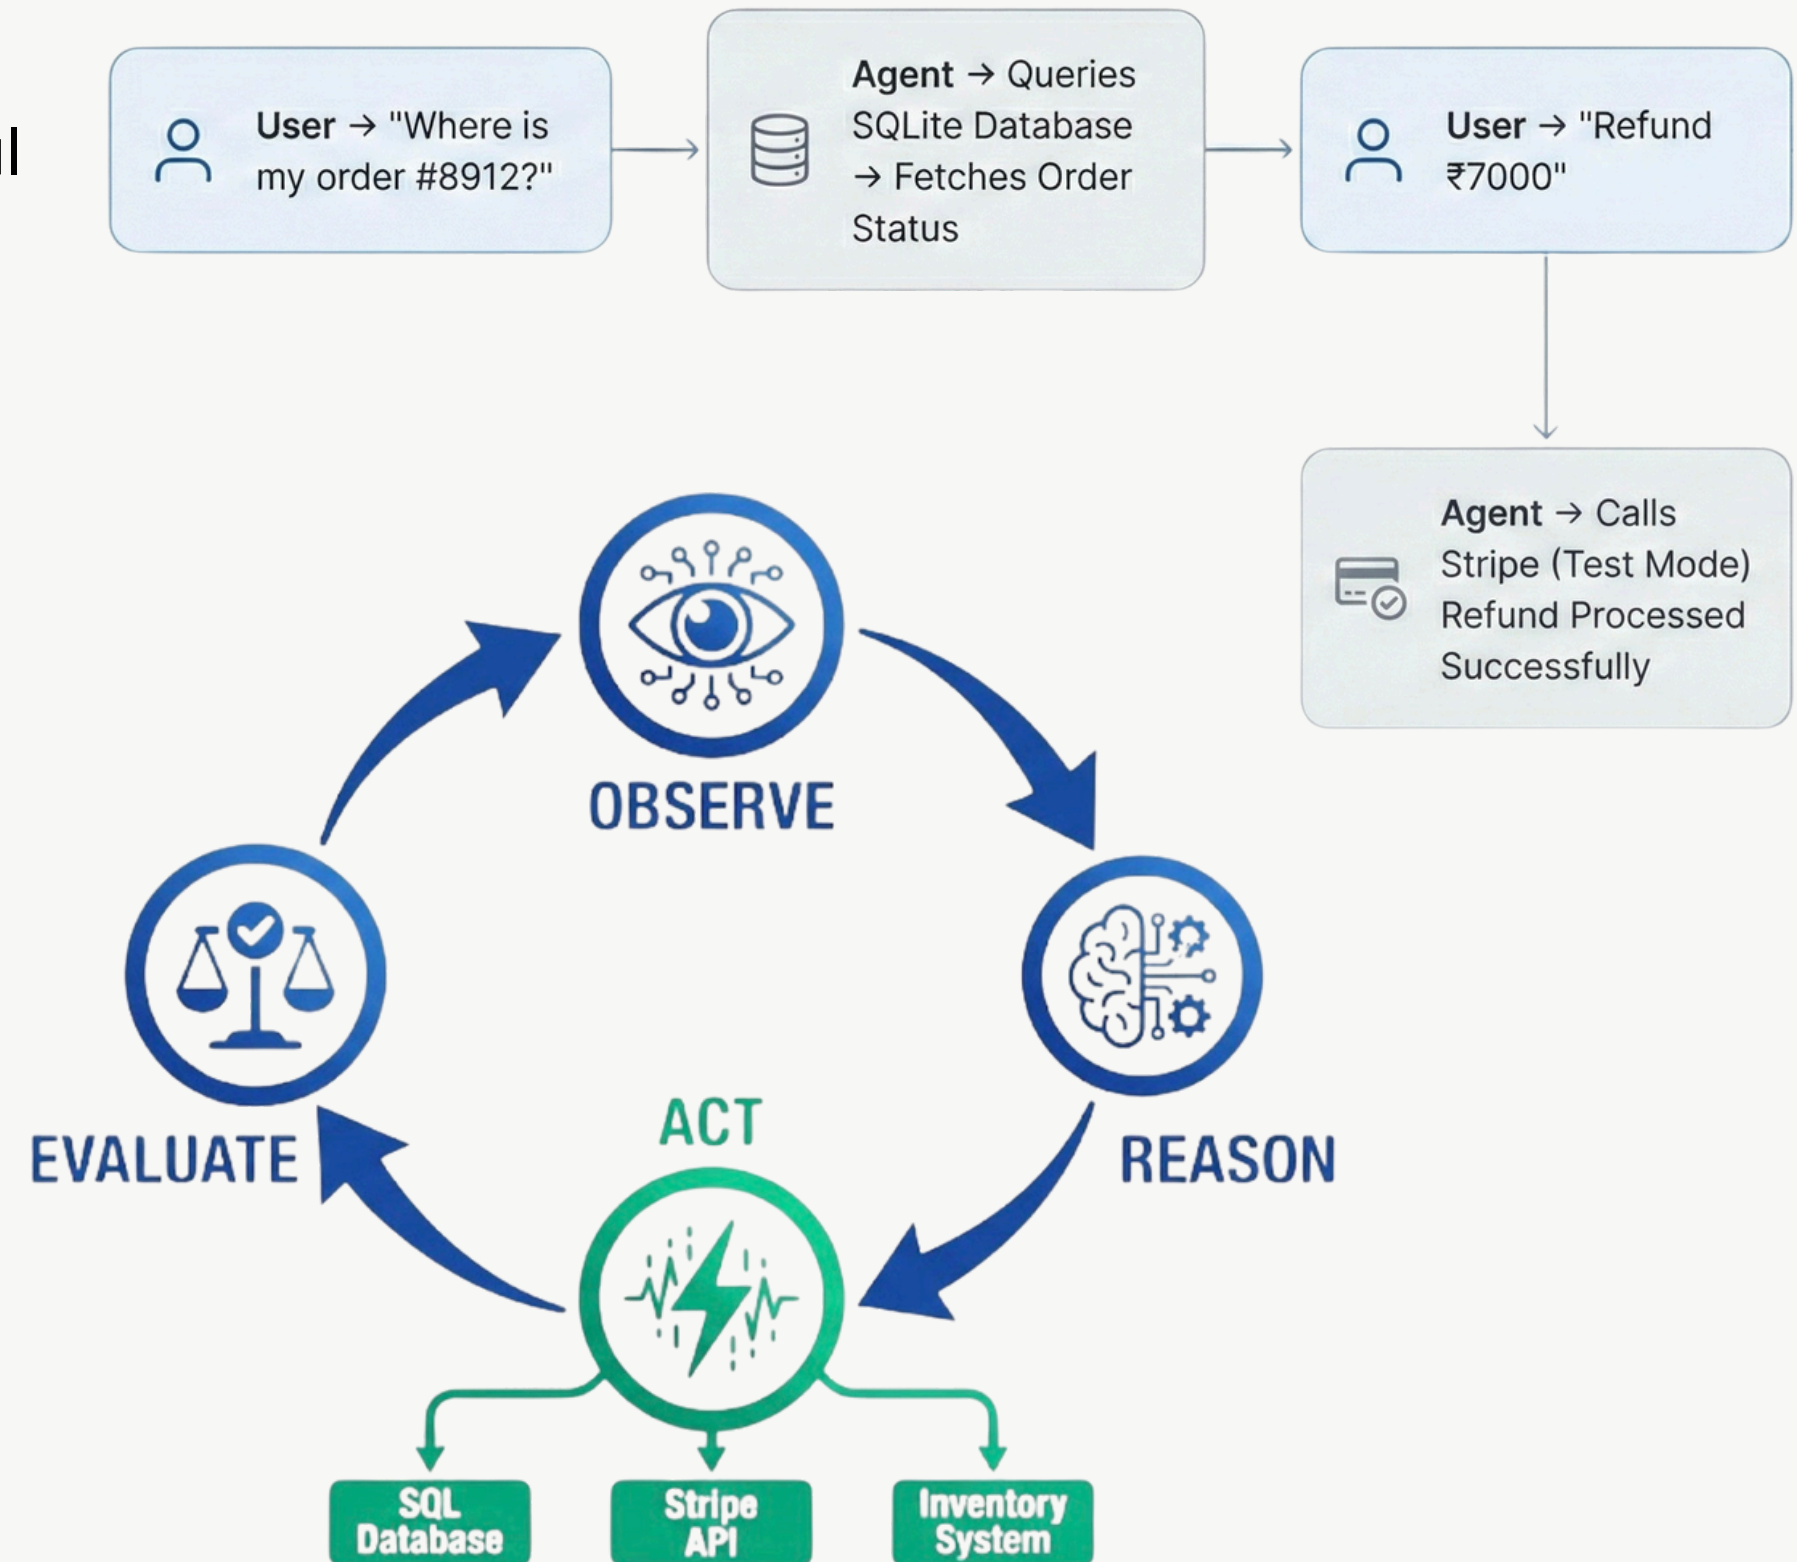 User → "Where is
my order #8912?"
Agent → Queries
SQLite Database
→ Fetches Order
Status
User → "Refund
₹7000"
Agent → Calls
Stripe (Test Mode)
Refund Processed
Successfully
OBSERVE
EVALUATE
ACT
REASON
SQL
Database
Stripe
API
Inventory
System